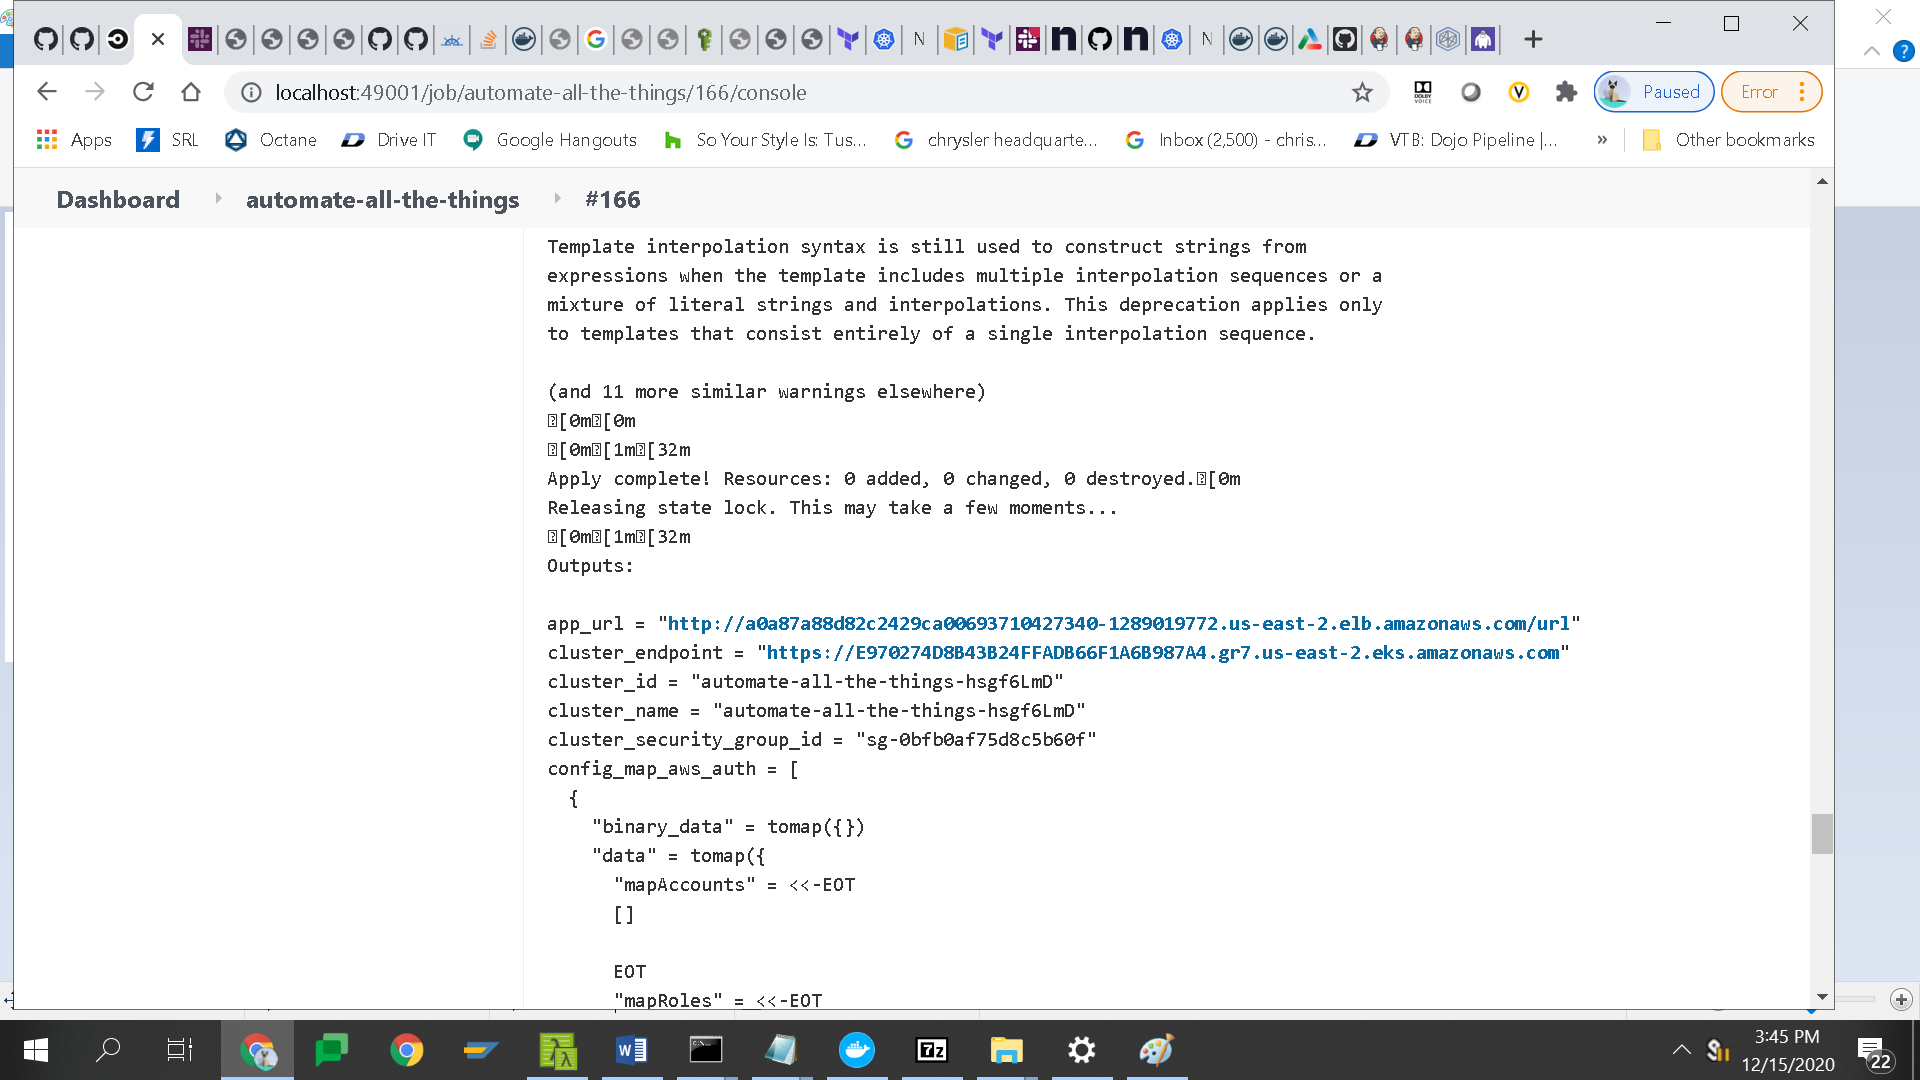 localhost:49001/job/automate-all-the-things/166/console
Paused
Error
Apps
SRL
Octane
Drive IT
Google Hangouts
So Your Style Is: Tus...
chrysler headquarte...
Inbox (2,500) - chris...
VTB: Dojo Pipeline |...
»
Other bookmarks
Dashboard
automate-all-the-things
#166
Template interpolation syntax is still used to construct strings from
expressions when the template includes multiple interpolation sequences or a
mixture of literal strings and interpolations. This deprecation applies only
to templates that consist entirely of a single interpolation sequence.
(and 11 more similar warnings elsewhere)
[0m[0m
[0m[1m[32m
Apply complete! Resources: 0 added, 0 changed, 0 destroyed.[0m
Releasing state lock. This may take a few moments...
[0m[1m[32m
Outputs:
app_url = "http://a0a87a88d82c2429ca00693710427340-1289019772.us-east-2.elb.amazonaws.com/url"
cluster_endpoint = "https://E970274D8B43B24FFADB66F1A6B987A4.gr7.us-east-2.eks.amazonaws.com"
cluster_id = "automate-all-the-things-hsgf6LmD"
cluster_name = "automate-all-the-things-hsgf6LmD"
cluster_security_group_id = "sg-0bfb0af75d8c5b60f"
config_map_aws_auth = [
{
"binary_data" = tomap({})
"data" = tomap({
"mapAccounts" = <<-EOT
[]
EOT
"mapRoles" = <<-EOT
3:45 PM
12/15/2020
22